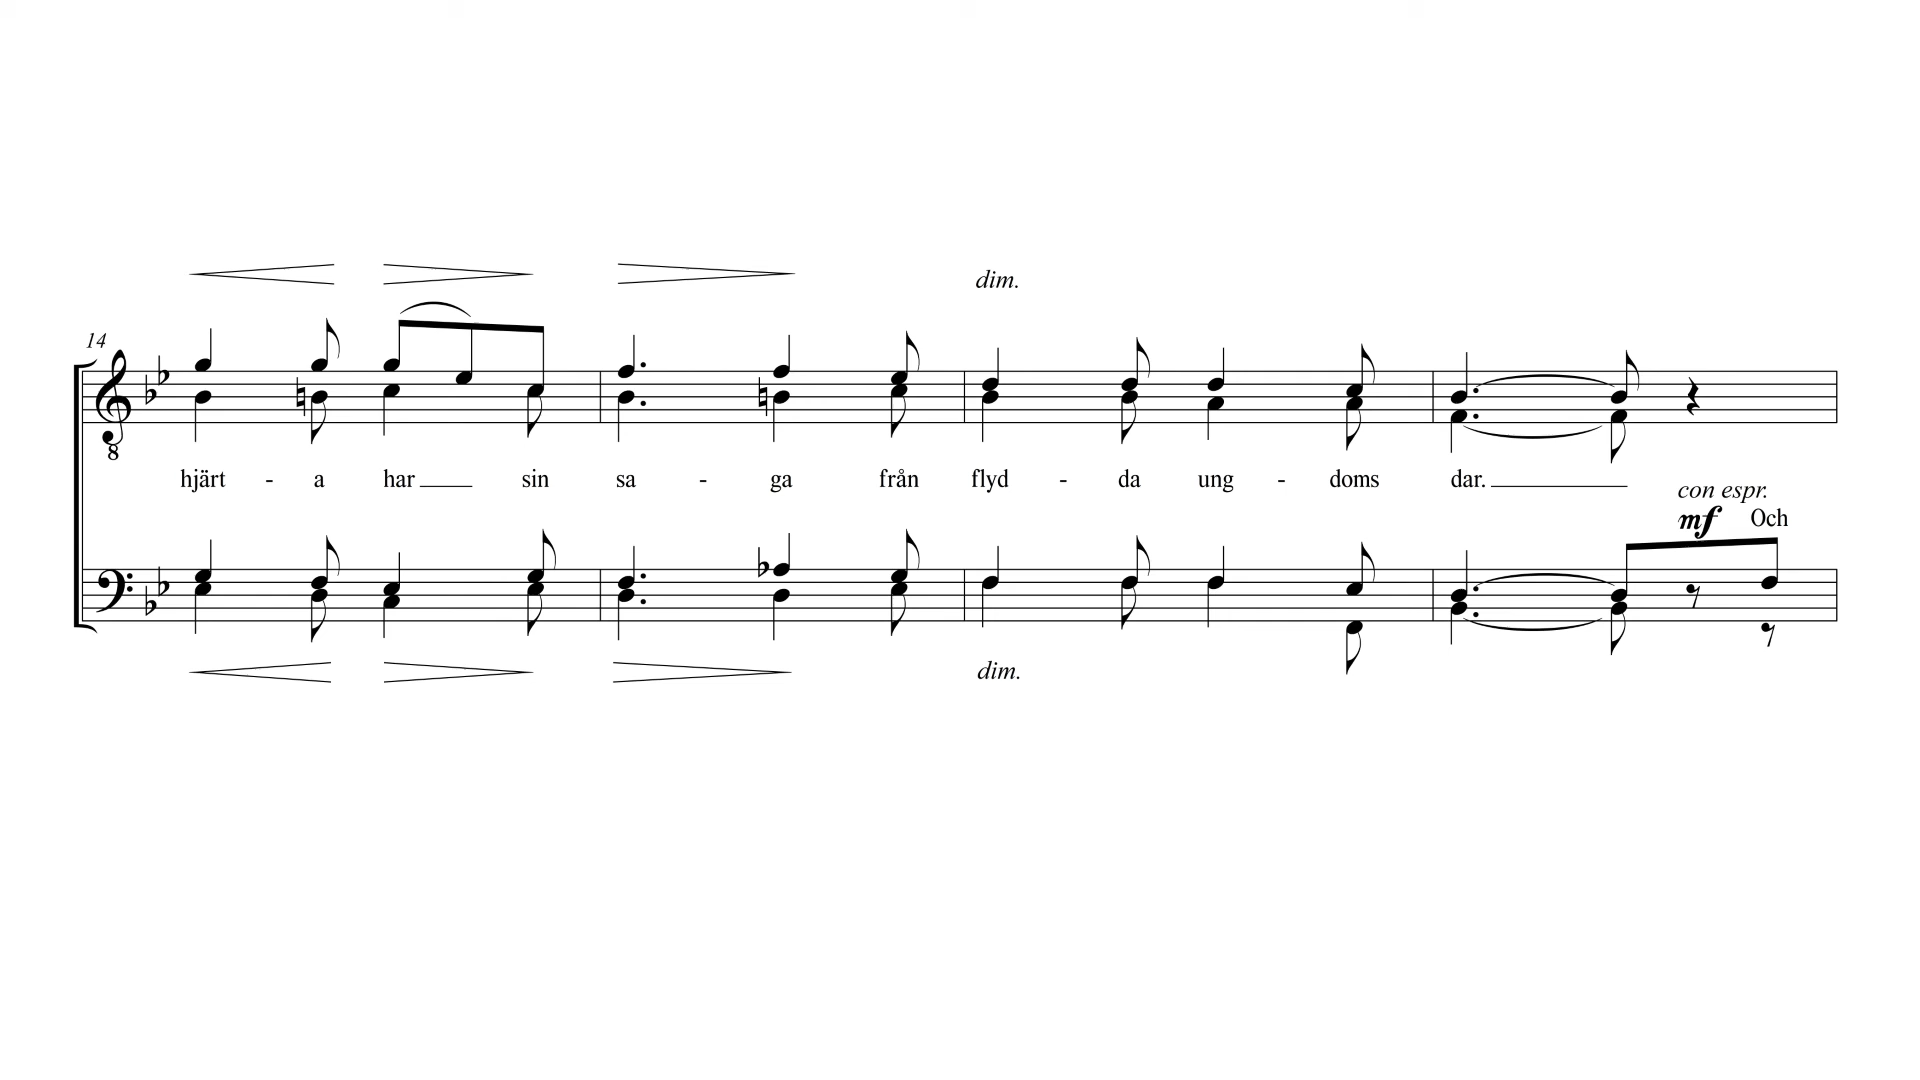 dim.
14
8
hjärt - a har sin sa - ga från flyd - da ung - doms dar.
con espr.
mf Och
dim.